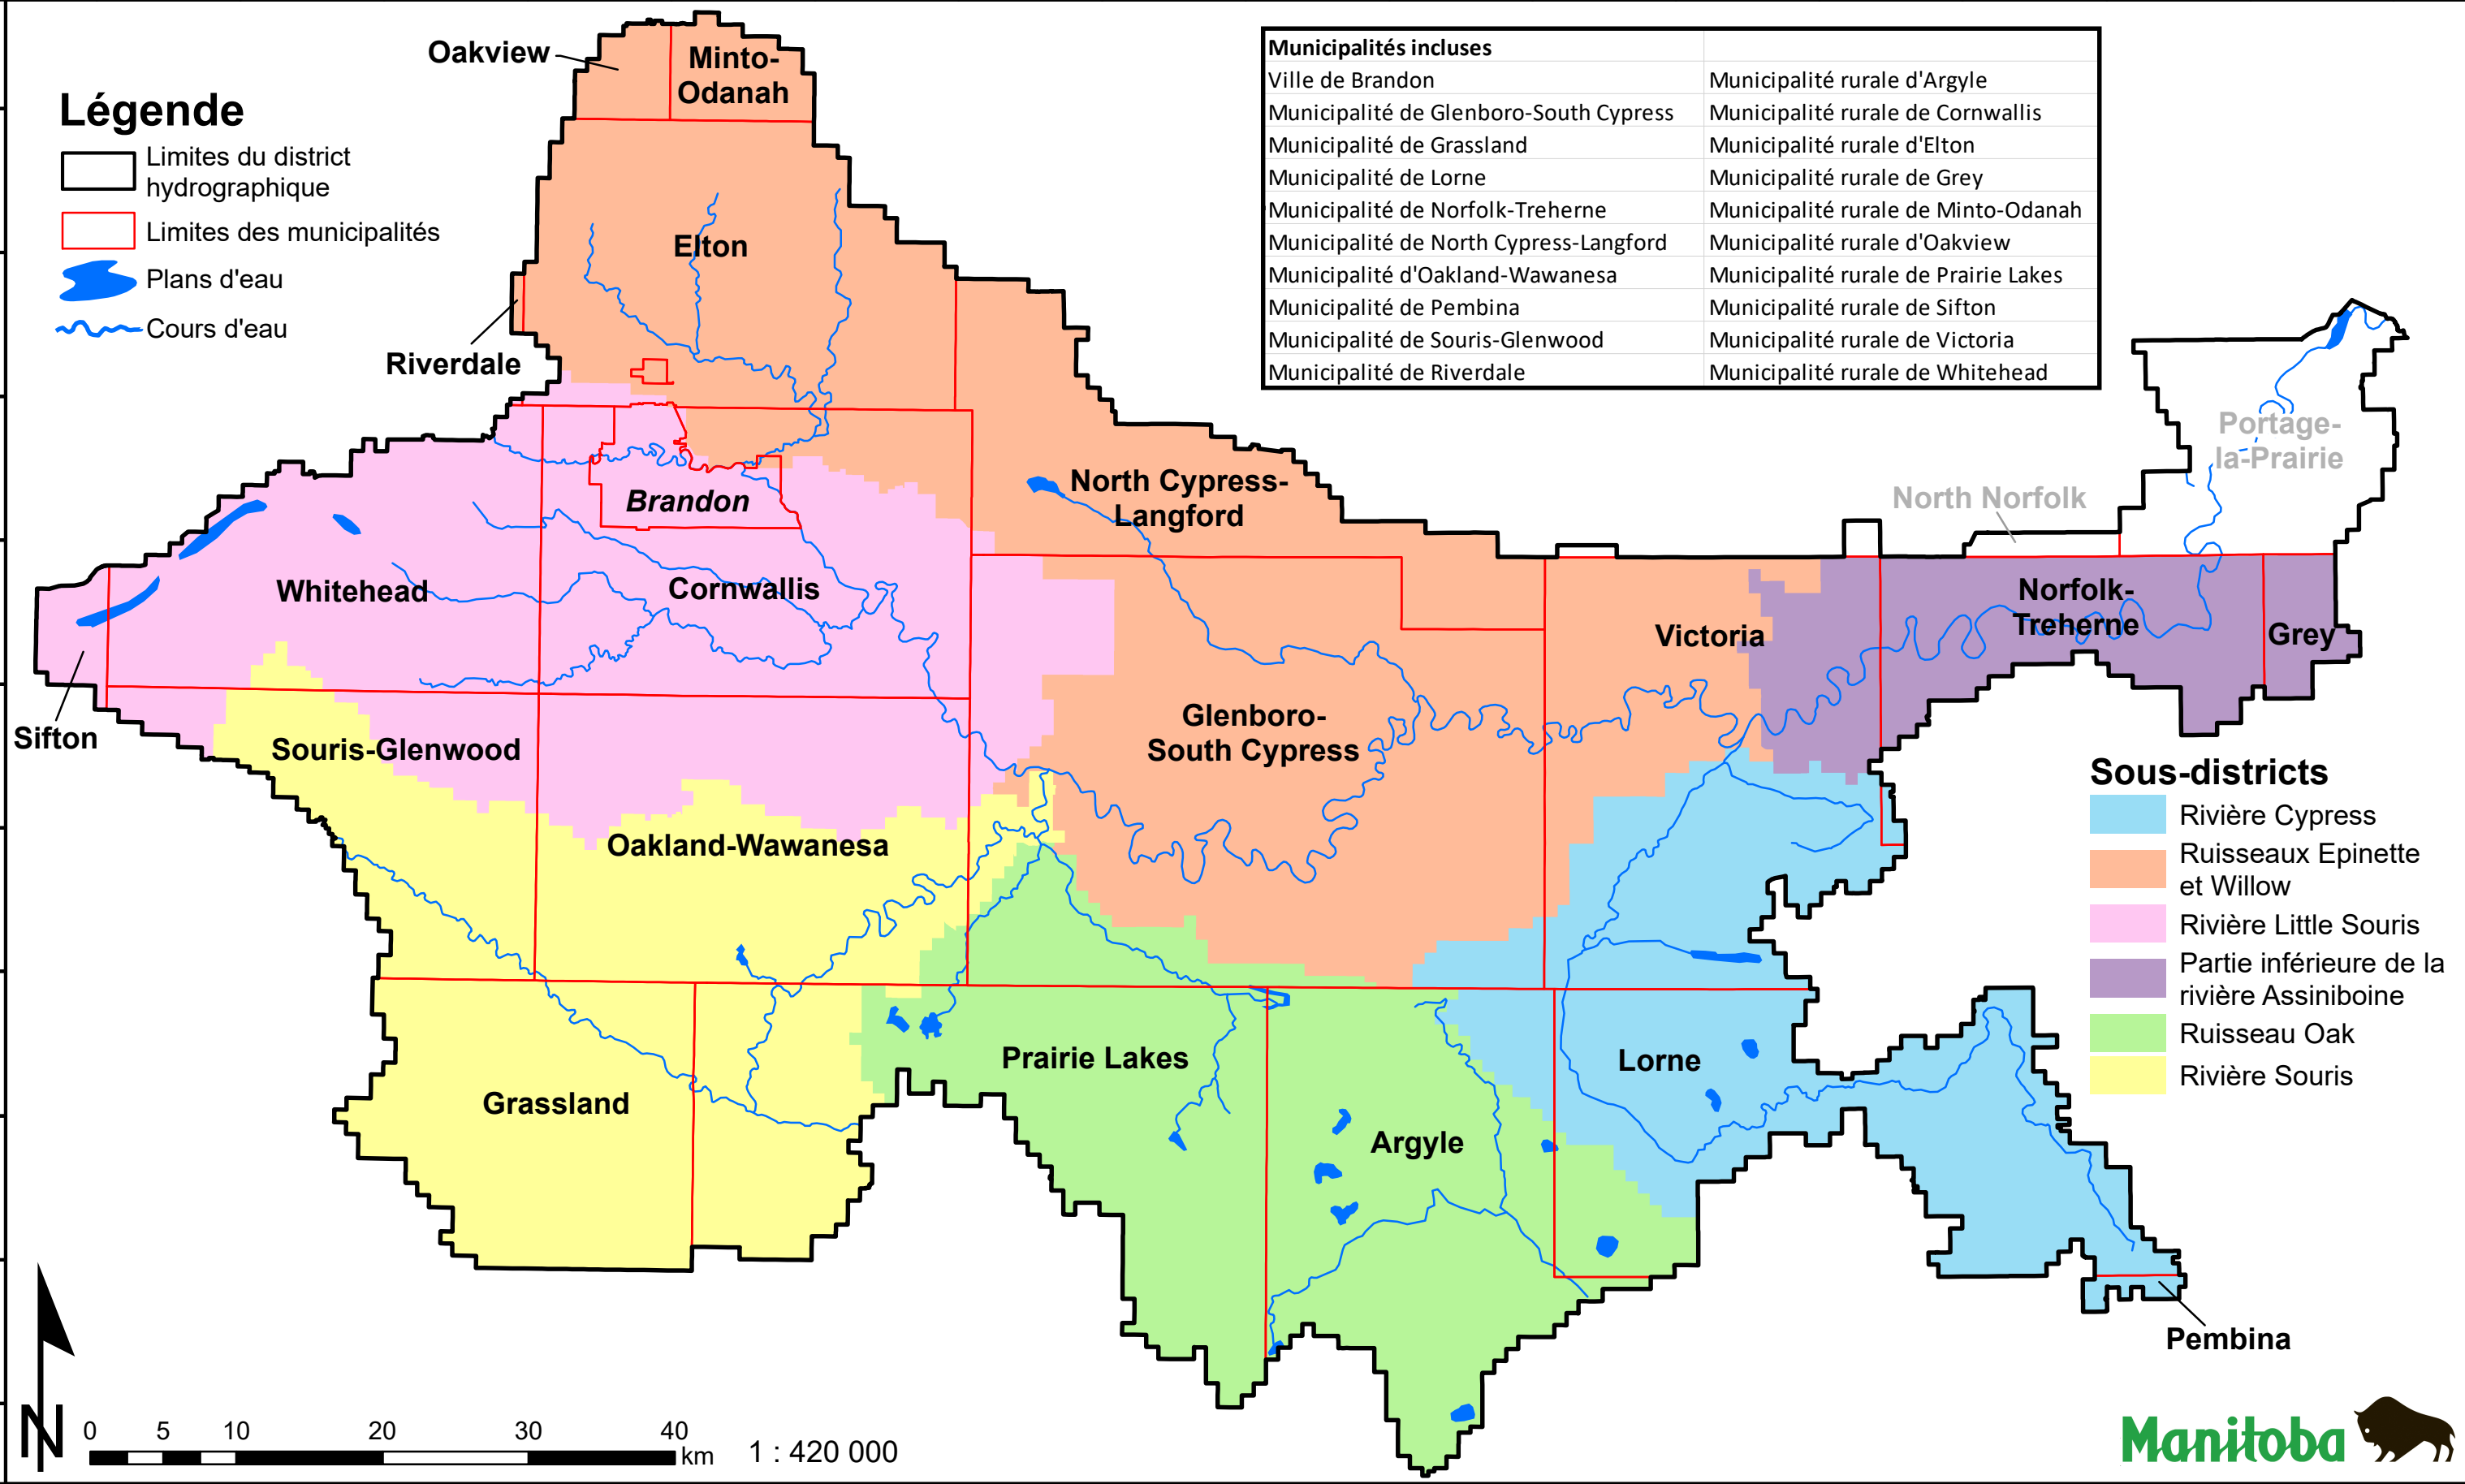 Légende
Limites du district
hydrographique
Limites des municipalités
Plans d'eau
Cours d'eau
Municipalités incluses
Ville de Brandon Municipalité rurale d'Argyle
Municipalité de Glenboro-South Cypress Municipalité rurale de Cornwallis
Municipalité de Grassland Municipalité rurale d'Elton
Municipalité de Lorne Municipalité rurale de Grey
Municipalité de Norfolk-Treherne Municipalité rurale de Minto-Odanah
Municipalité de North Cypress-Langford Municipalité rurale d'Oakview
Municipalité d'Oakland-Wawanesa Municipalité rurale de Prairie Lakes
Municipalité de Pembina Municipalité rurale de Sifton
Municipalité de Souris-Glenwood Municipalité rurale de Victoria
Municipalité de Riverdale Municipalité rurale de Whitehead
Oakview
Minto-
Odanah
Elton
Riverdale
Portage-
la-Prairie
North Norfolk
North Cypress-
Langford
Brandon
Whitehead
Cornwallis
Victoria
Norfolk-
Treherne
Grey
Sifton
Souris-Glenwood
Glenboro-
South Cypress
Oakland-Wawanesa
Prairie Lakes
Lorne
Grassland
Argyle
Pembina
Sous-districts
Rivière Cypress
Ruisseaux Epinette
et Willow
Rivière Little Souris
Partie inférieure de la
rivière Assiniboine
Ruisseau Oak
Rivière Souris
N
0 5 10 20 30 40
km
1 : 420 000
Manitoba